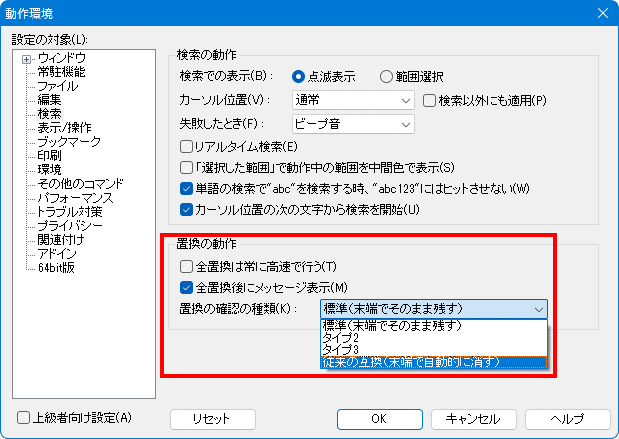 動作環境
設定の対象(L):
ウィンドウ
常駐機能
ファイル
編集
検索
表示/操作
ブックマーク
印刷
環境
その他のコマンド
パフォーマンス
トラブル対策
プライバシー
関連付け
アドイン
64bit版
検索の動作
検索での表示(B): 点滅表示 範囲選択
カーソル位置(V): 通常 検索以外にも適用(P)
失敗したとき(F): ビープ音
リアルタイム検索(E)
「選択した範囲」で動作中の範囲を中間色で表示(S)
単語の検索で"abc"を検索する時、"abc123"にはヒットさせない(W)
カーソル位置の次の文字から検索を開始(U)
置換の動作
全置換は常に高速で行う(T)
全置換後にメッセージ表示(M)
置換の確認の種類(K): 標準(末端でそのまま残す)
標準(末端でそのまま残す)
タイプ2
タイプ3
従来の互換(末端で自動的に消す)
上級者向け設定(A) リセット OK キャンセル ヘルプ